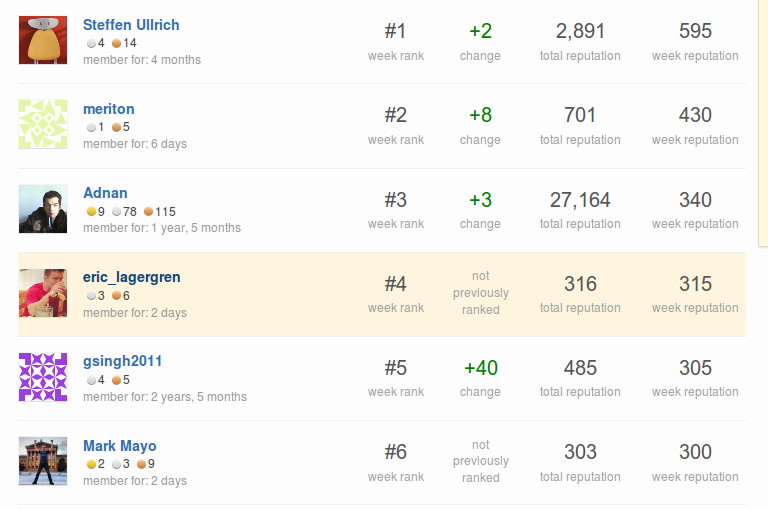 Steffen Ullrich
4 14
member for: 4 months
#1
week rank
+2
change
2,891
total reputation
595
week reputation
meriton
1 5
member for: 6 days
#2
week rank
+8
change
701
total reputation
430
week reputation
Adnan
9 78 115
member for: 1 year, 5 months
#3
week rank
+3
change
27,164
total reputation
340
week reputation
eric_lagergren
3 6
member for: 2 days
#4
week rank
not
previously
ranked
316
total reputation
315
week reputation
gsingh2011
4 5
member for: 2 years, 5 months
#5
week rank
+40
change
485
total reputation
305
week reputation
Mark Mayo
2 3 9
member for: 2 days
#6
week rank
not
previously
ranked
303
total reputation
300
week reputation